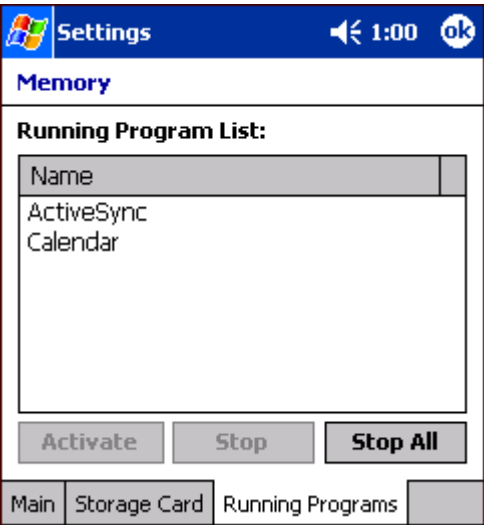 Settings 1:00 ok
Memory
Running Program List:
Name
ActiveSync
Calendar
Activate Stop Stop All
Main Storage Card Running Programs